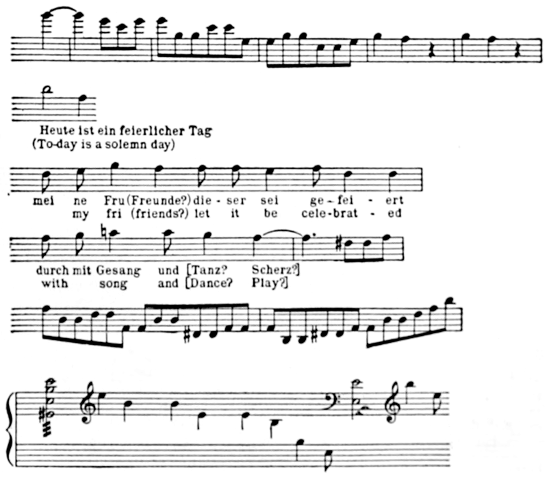 Heute ist ein feierlicher Tag
(To-day is a solemn day)
mei ne Fru (Freunde?) die - ser sei ge - fei - ert
my fri (friends?) let it be cele - brat - ed
durch mit Gesang und [Tanz? Scherz?]
with song and [Dance? Play?]